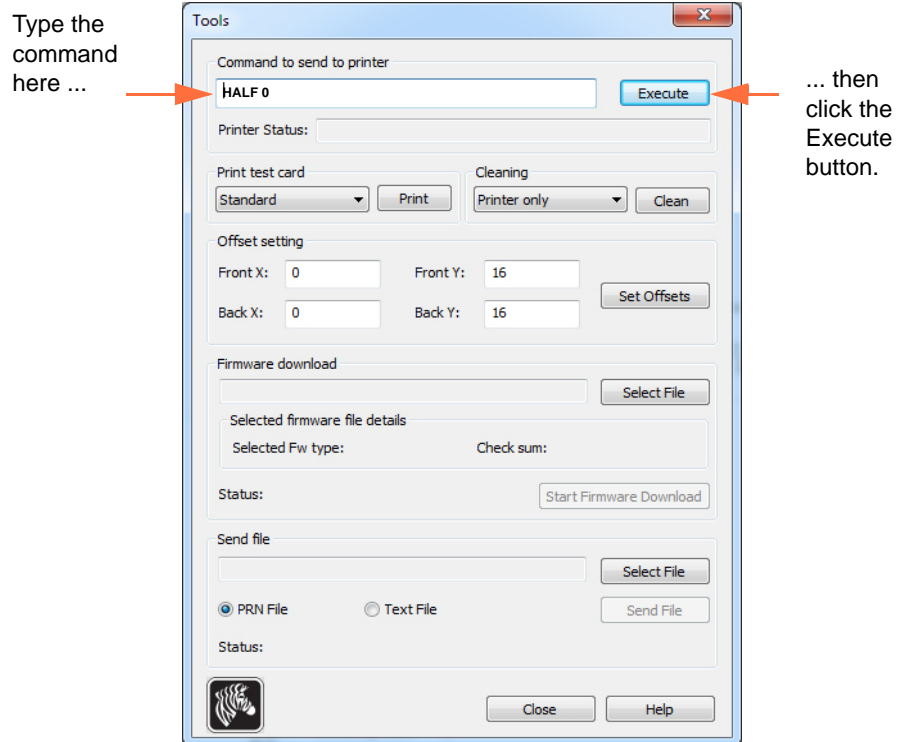 Type the
command
here ...
Tools
Command to send to printer
HALF 0
Execute
... then
click the
Execute
button.
Printer Status:
Print test card
Standard
Print
Cleaning
Printer only
Clean
Offset setting
Front X: 0
Front Y: 16
Back X: 0
Back Y: 16
Set Offsets
Firmware download
Select File
Selected firmware file details
Selected Fw type:
Check sum:
Status:
Start Firmware Download
Send file
Select File
PRN File
Text File
Send File
Status:
Close
Help